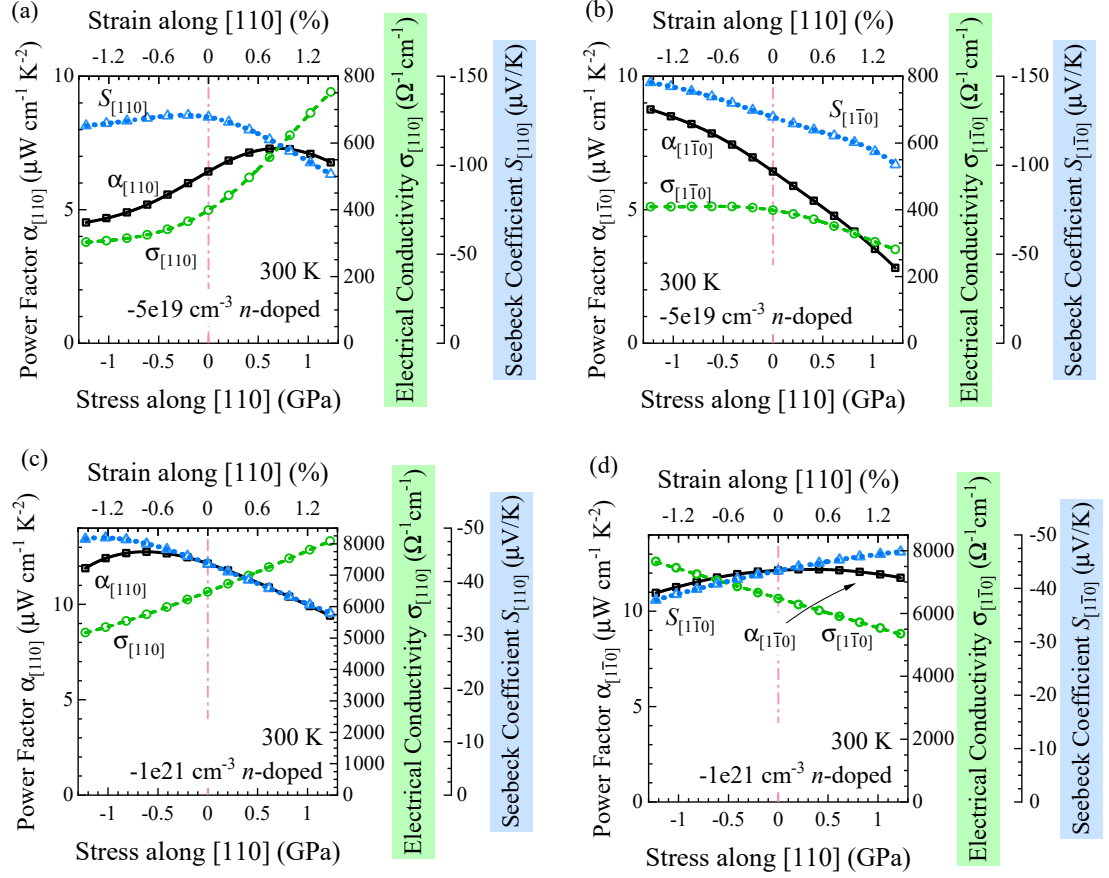 (a)
Strain along [110] (%)
-1.2 -0.6 0 0.6 1.2
Power Factor α[110] (μW cm-1 K-2)
10
5
0
S[110]
α[110]
σ[110]
300 K
-5e19 cm-3 n-doped
800
600
400
200
0
Electrical Conductivity σ[110] (Ω-1cm-1)
-150
-100
-50
0
Seebeck Coefficient S[110] (μV/K)
-1 -0.6 0 0.6 1
Stress along [110] (GPa)
(b)
Strain along [110] (%)
-1.2 -0.6 0 0.6 1.2
Power Factor α[11̅0] (μW cm-1 K-2)
10
5
0
S[11̅0]
α[11̅0]
σ[11̅0]
300 K
-5e19 cm-3 n-doped
800
600
400
200
0
Electrical Conductivity σ[11̅0] (Ω-1cm-1)
-150
-100
-50
0
Seebeck Coefficient S[11̅0] (μV/K)
-1 -0.6 0 0.6 1
Stress along [110] (GPa)
(c)
Strain along [110] (%)
-1.2 -0.6 0 0.6 1.2
Power Factor α[110] (μW cm-1 K-2)
10
5
0
α[110]
σ[110]
300 K
-1e21 cm-3 n-doped
8000
7000
6000
5000
4000
3000
2000
1000
0
Electrical Conductivity σ[110] (Ω-1cm-1)
-50
-40
-30
-20
-10
0
Seebeck Coefficient S[110] (μV/K)
-1 -0.6 0 0.6 1
Stress along [110] (GPa)
(d)
Strain along [110] (%)
-1.2 -0.6 0 0.6 1.2
Power Factor α[11̅0] (μW cm-1 K-2)
15
10
5
0
S[11̅0]
α[11̅0]
σ[11̅0]
300 K
-1e21 cm-3 n-doped
8000
6000
4000
2000
0
Electrical Conductivity σ[11̅0] (Ω-1cm-1)
-50
-40
-30
-20
-10
0
Seebeck Coefficient S[11̅0] (μV/K)
-1 -0.6 0 0.6 1
Stress along [110] (GPa)